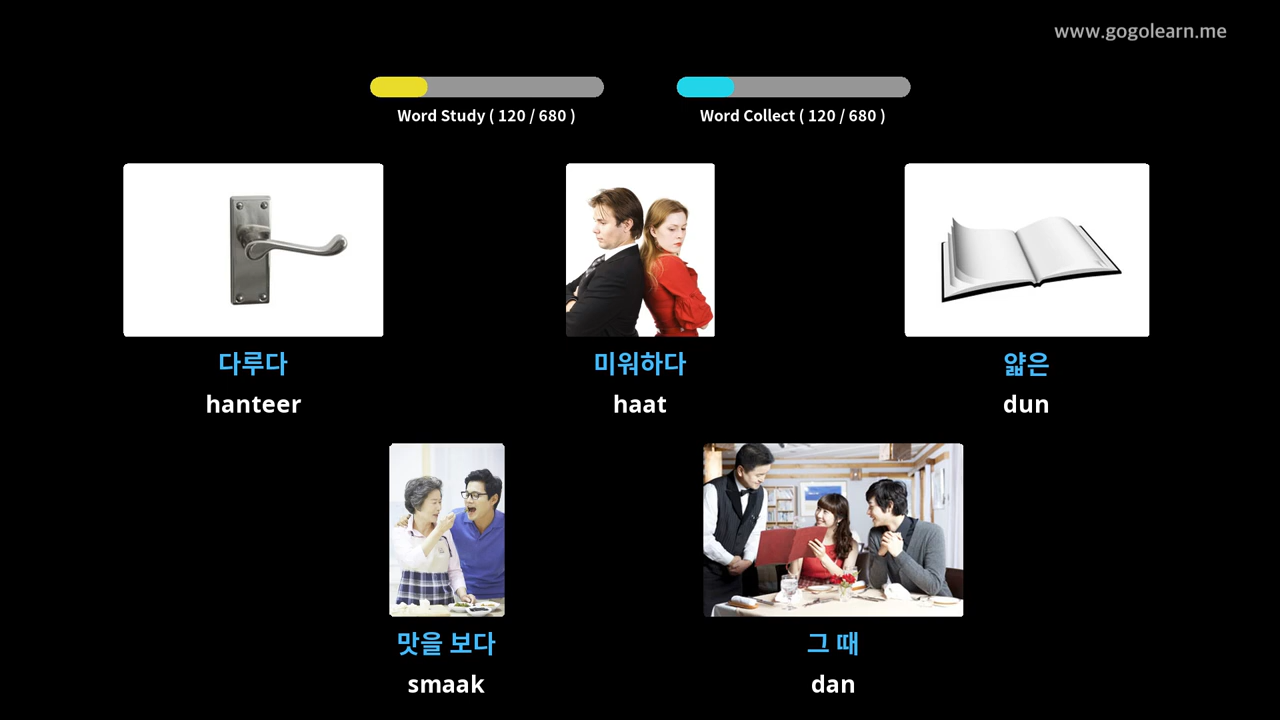 www.gogolearn.me
Word Study ( 120 / 680 )
Word Collect ( 120 / 680 )
다루다
hanteer
미워하다
haat
얇은
dun
맛을 보다
smaak
그 때
dan